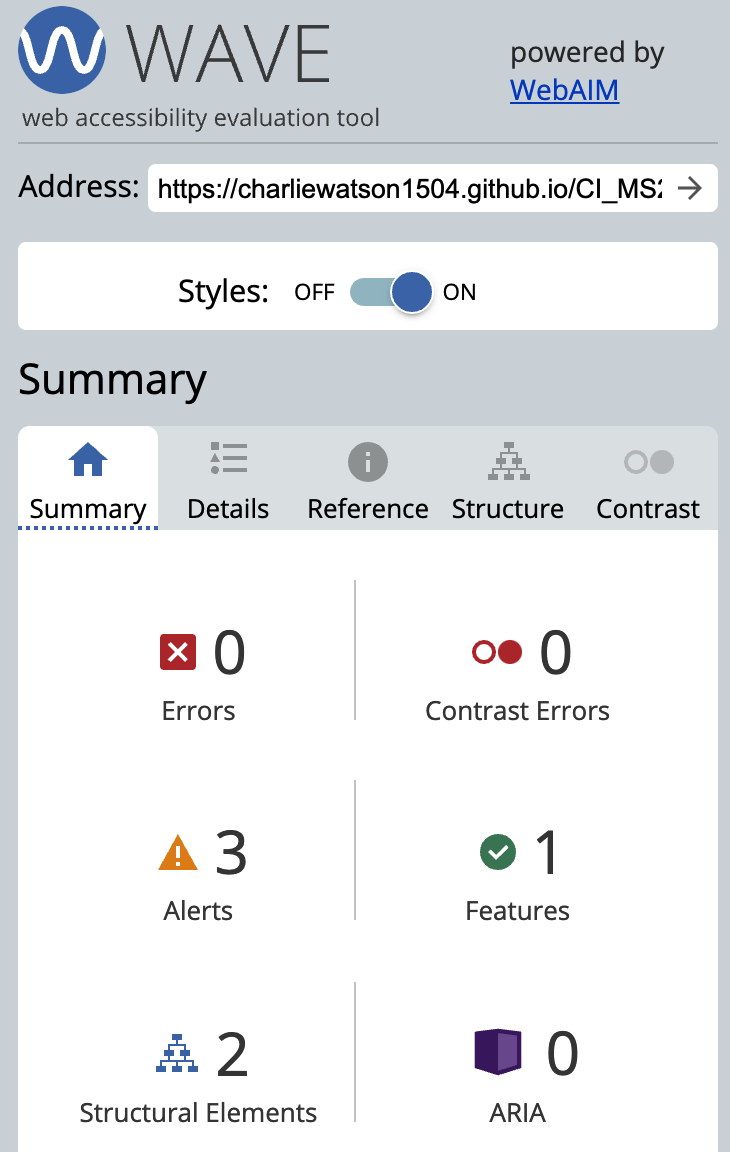 WAVE
powered by
WebAIM
web accessibility evaluation tool
Address: https://charliewatson1504.github.io/CI_MS2
Styles: OFF ON
Summary
Summary Details Reference Structure Contrast
0 0
Errors Contrast Errors
3 1
Alerts Features
2 0
Structural Elements ARIA